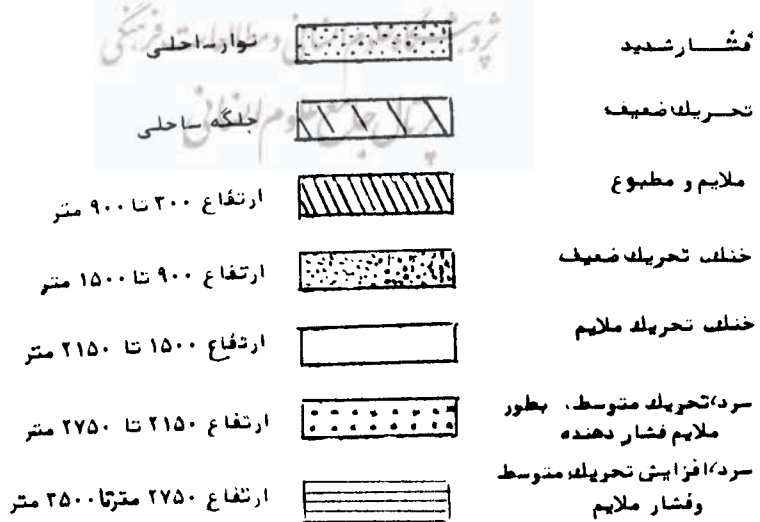 فشار شدید
نوار ساحلی
تحریک ضعیف
جلگه ساحلی
ملایم و مطبوع
ارتفاع ۳۰۰ تا ۹۰۰ متر
خنک تحریک ضعیف
ارتفاع ۹۰۰ تا ۱۵۰۰ متر
خنک تحریک ملایم
ارتفاع ۱۵۰۰ تا ۲۱۵۰ متر
سرد، تحریک متوسط، بطور
ملایم فشار دهنده
ارتفاع ۲۱۵۰ تا ۲۷۵۰ متر
سرد، افزایش تحریک متوسط
وفشار ملایم
ارتفاع ۲۷۵۰ مترتا ۳۵۰۰ متر